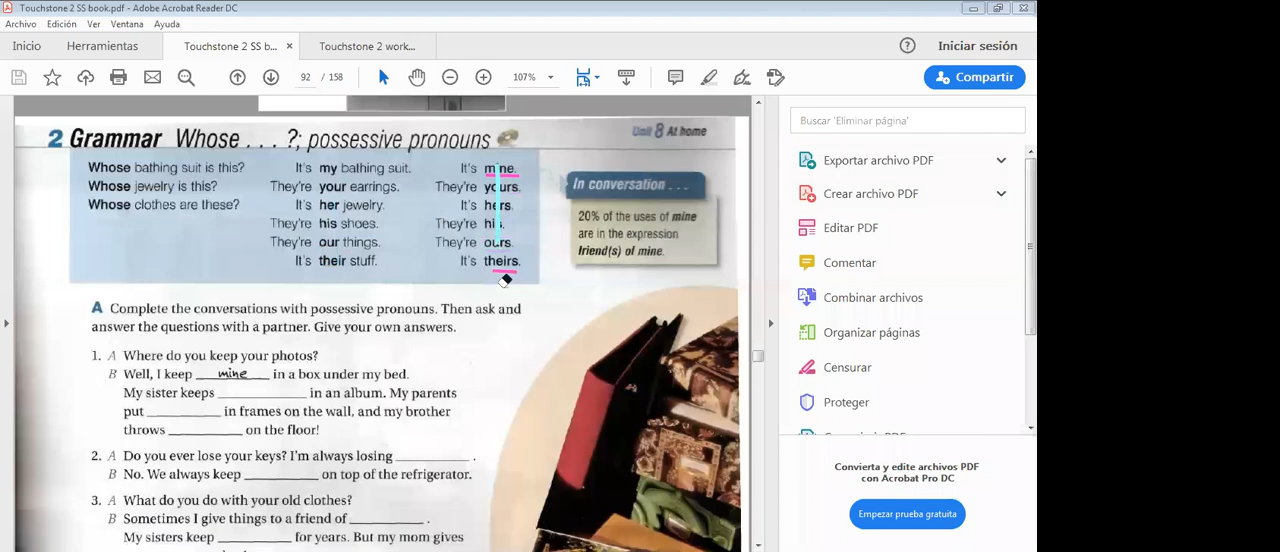 Touchstone 2 SS book.pdf - Adobe Acrobat Reader DC
Archivo Edición Ver Ventana Ayuda
Inicio Herramientas Touchstone 2 SS b... × Touchstone 2 work... Iniciar sesión
92 / 158 107% Compartir
2 Grammar Whose . . . ?; possessive pronouns
Unit 8 At home
Whose bathing suit is this? It's my bathing suit. It's mine.
Whose jewelry is this? They're your earrings. They're yours.
Whose clothes are these? It's her jewelry. It's hers.
They're his shoes. They're his.
They're our things. They're ours.
It's their stuff. It's theirs.
In conversation . . .
20% of the uses of mine
are in the expression
friend(s) of mine.
A Complete the conversations with possessive pronouns. Then ask and
answer the questions with a partner. Give your own answers.
1. A Where do you keep your photos?
B Well, I keep mine in a box under my bed.
My sister keeps ____________ in an album. My parents
put ____________ in frames on the wall, and my brother
throws ____________ on the floor!
2. A Do you ever lose your keys? I'm always losing ____________ .
B No. We always keep ____________ on top of the refrigerator.
3. A What do you do with your old clothes?
B Sometimes I give things to a friend of ____________ .
My sisters keep ____________ for years. But my mom gives
Buscar 'Eliminar página'
Exportar archivo PDF
Crear archivo PDF
Editar PDF
Comentar
Combinar archivos
Organizar páginas
Censurar
Proteger
Convierta y edite archivos PDF
con Acrobat Pro DC
Empezar prueba gratuita